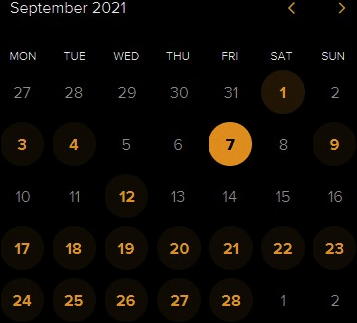 September 2021
MON TUE WED THU FRI SAT SUN
27 28 29 30 31 1 2
3 4 5 6 7 8 9
10 11 12 13 14 15 16
17 18 19 20 21 22 23
24 25 26 27 28 1 2